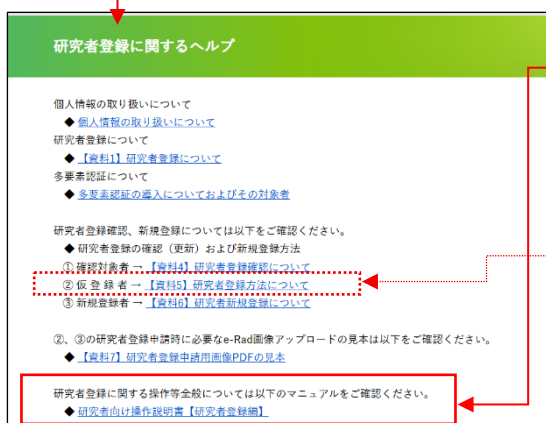 研究者登録に関するヘルプ
個人情報の取り扱いについて
◆ 個人情報の取り扱いについて
研究者登録について
◆ 【資料1】研究者登録について
多要素認証について
◆ 多要素認証の導入についておよびその対象者
研究者登録確認、新規登録については以下をご確認ください。
◆ 研究者登録の確認（更新）および新規登録方法
① 確認対象者 → 【資料4】研究者登録確認について
② 仮 登 録 者 → 【資料5】研究者登録方法について
③ 新規登録者 → 【資料6】研究者新規登録について
②、③の研究者登録申請時に必要なe-Rad画像アップロードの見本は以下をご確認ください。
◆ 【資料7】研究者登録申請用画像PDFの見本
研究者登録に関する操作等全般については以下のマニュアルをご確認ください。
◆ 研究者向け操作説明書【研究者登録編】